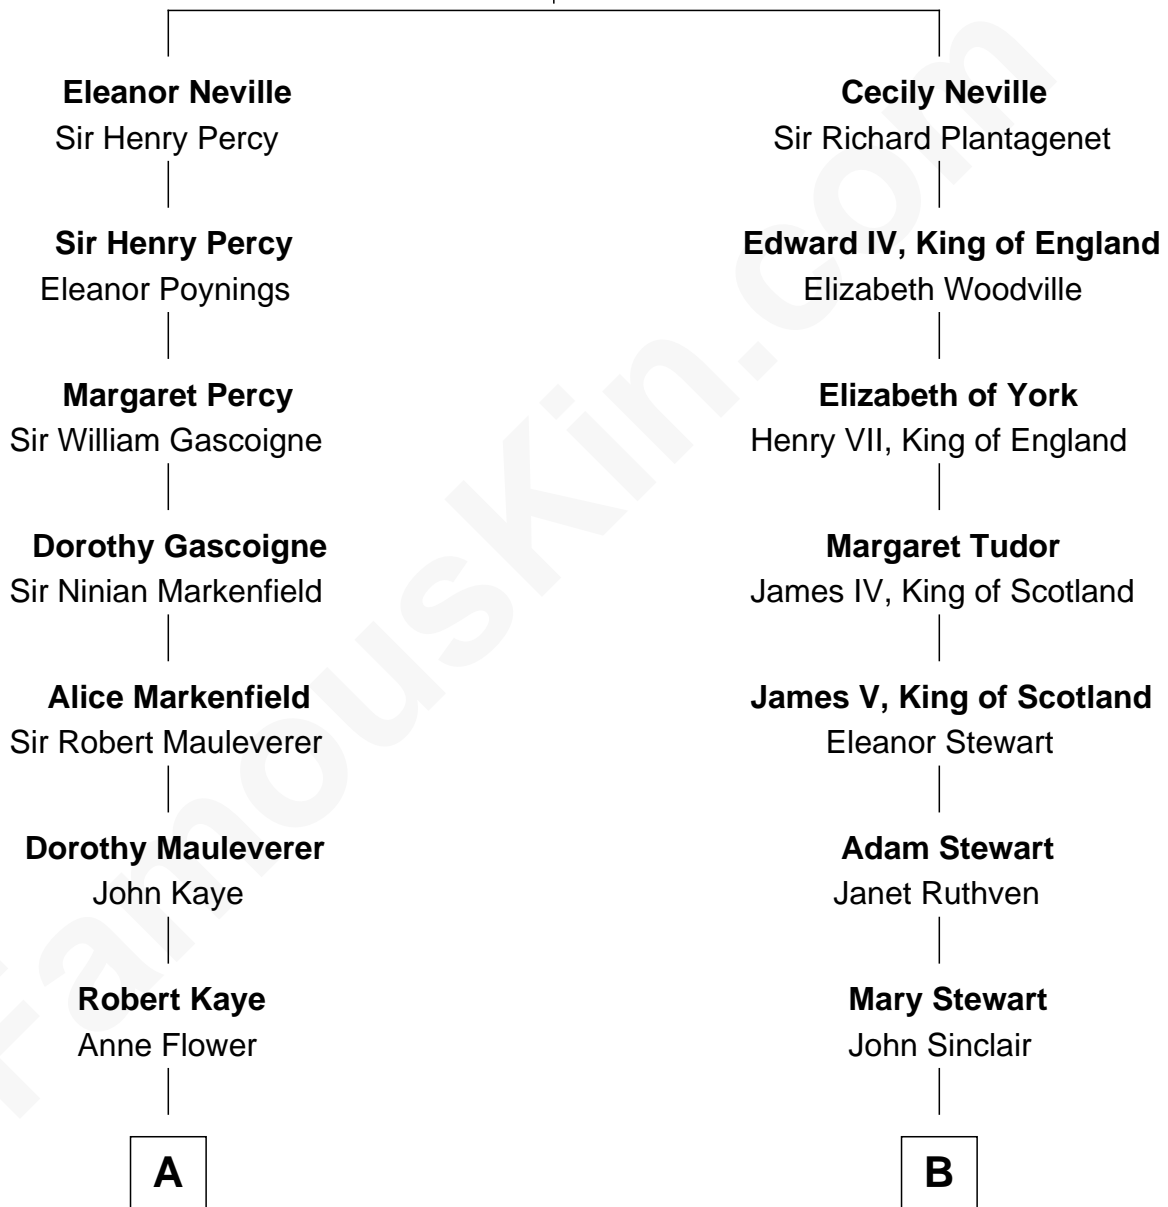 Eleanor Neville
Sir Henry Percy
Cecily Neville
Sir Richard Plantagenet
Sir Henry Percy
Eleanor Poynings
Edward IV, King of England
Elizabeth Woodville
Margaret Percy
Sir William Gascoigne
Elizabeth of York
Henry VII, King of England
Dorothy Gascoigne
Sir Ninian Markenfield
Margaret Tudor
James IV, King of Scotland
Alice Markenfield
Sir Robert Mauleverer
James V, King of Scotland
Eleanor Stewart
Dorothy Mauleverer
John Kaye
Adam Stewart
Janet Ruthven
Robert Kaye
Anne Flower
Mary Stewart
John Sinclair
A
B
FamousKin.com